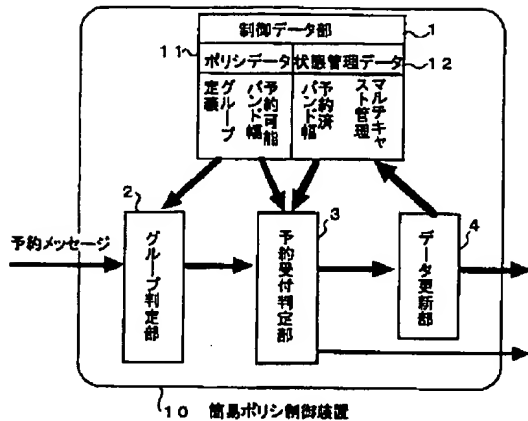 制御データ部
1
11
ポリシデータ
状態管理データ
12
グループ
定義
予約可能
バンド幅
予約済
バンド幅
マルチキャ
スト管理
2
3
4
予約メッセージ
グループ判定部
予約受付判定部
データ更新部
10 簡易ポリシ制御装置